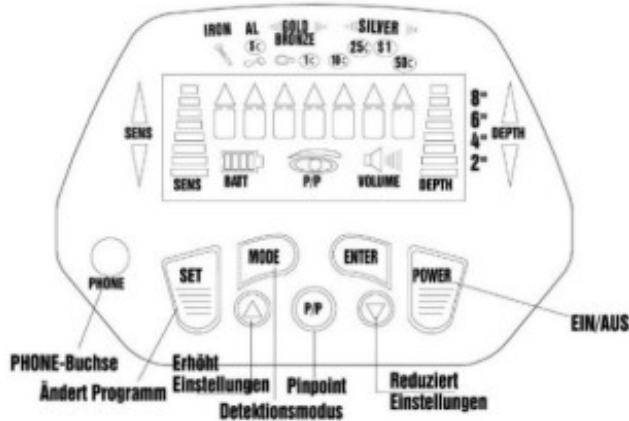 IRON AL GOLD SILVER
BRONZE
5¢ 1¢ 10¢ 25¢ $1 50¢
8"
6"
SENS 4" DEPTH
2"
SENS BATT P/P VOLUME DEPTH
MODE ENTER
SET POWER
PHONE P/P
EIN/AUS
PHONE-Buchse Erhöht Reduziert
Ändert Programm Einstellungen Pinpoint Einstellungen
Detektionsmodus